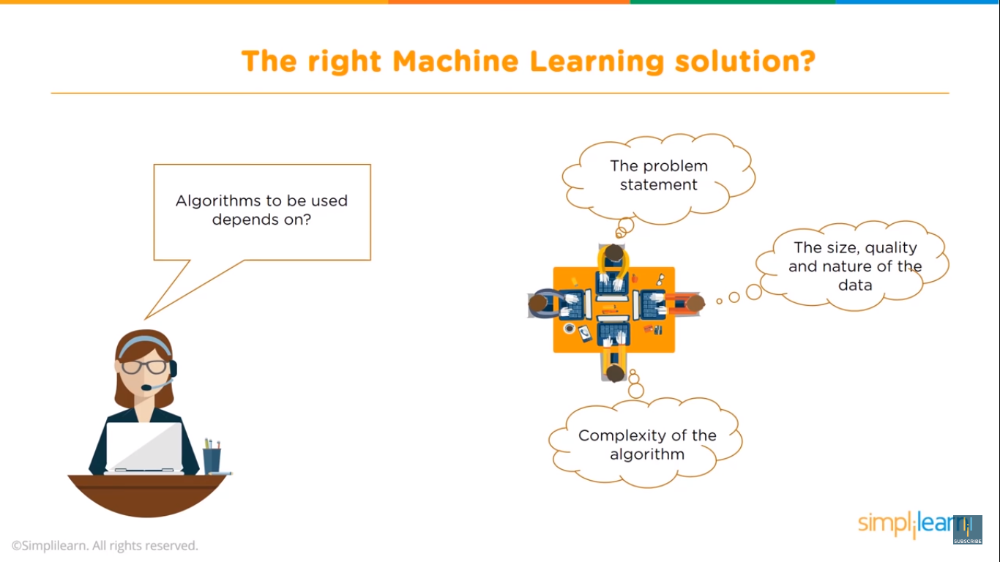 The right Machine Learning solution?
Algorithms to be used
depends on?
The problem
statement
The size, quality
and nature of the
data
Complexity of the
algorithm
simplilearn
SUBSCRIBE
©Simplilearn. All rights reserved.